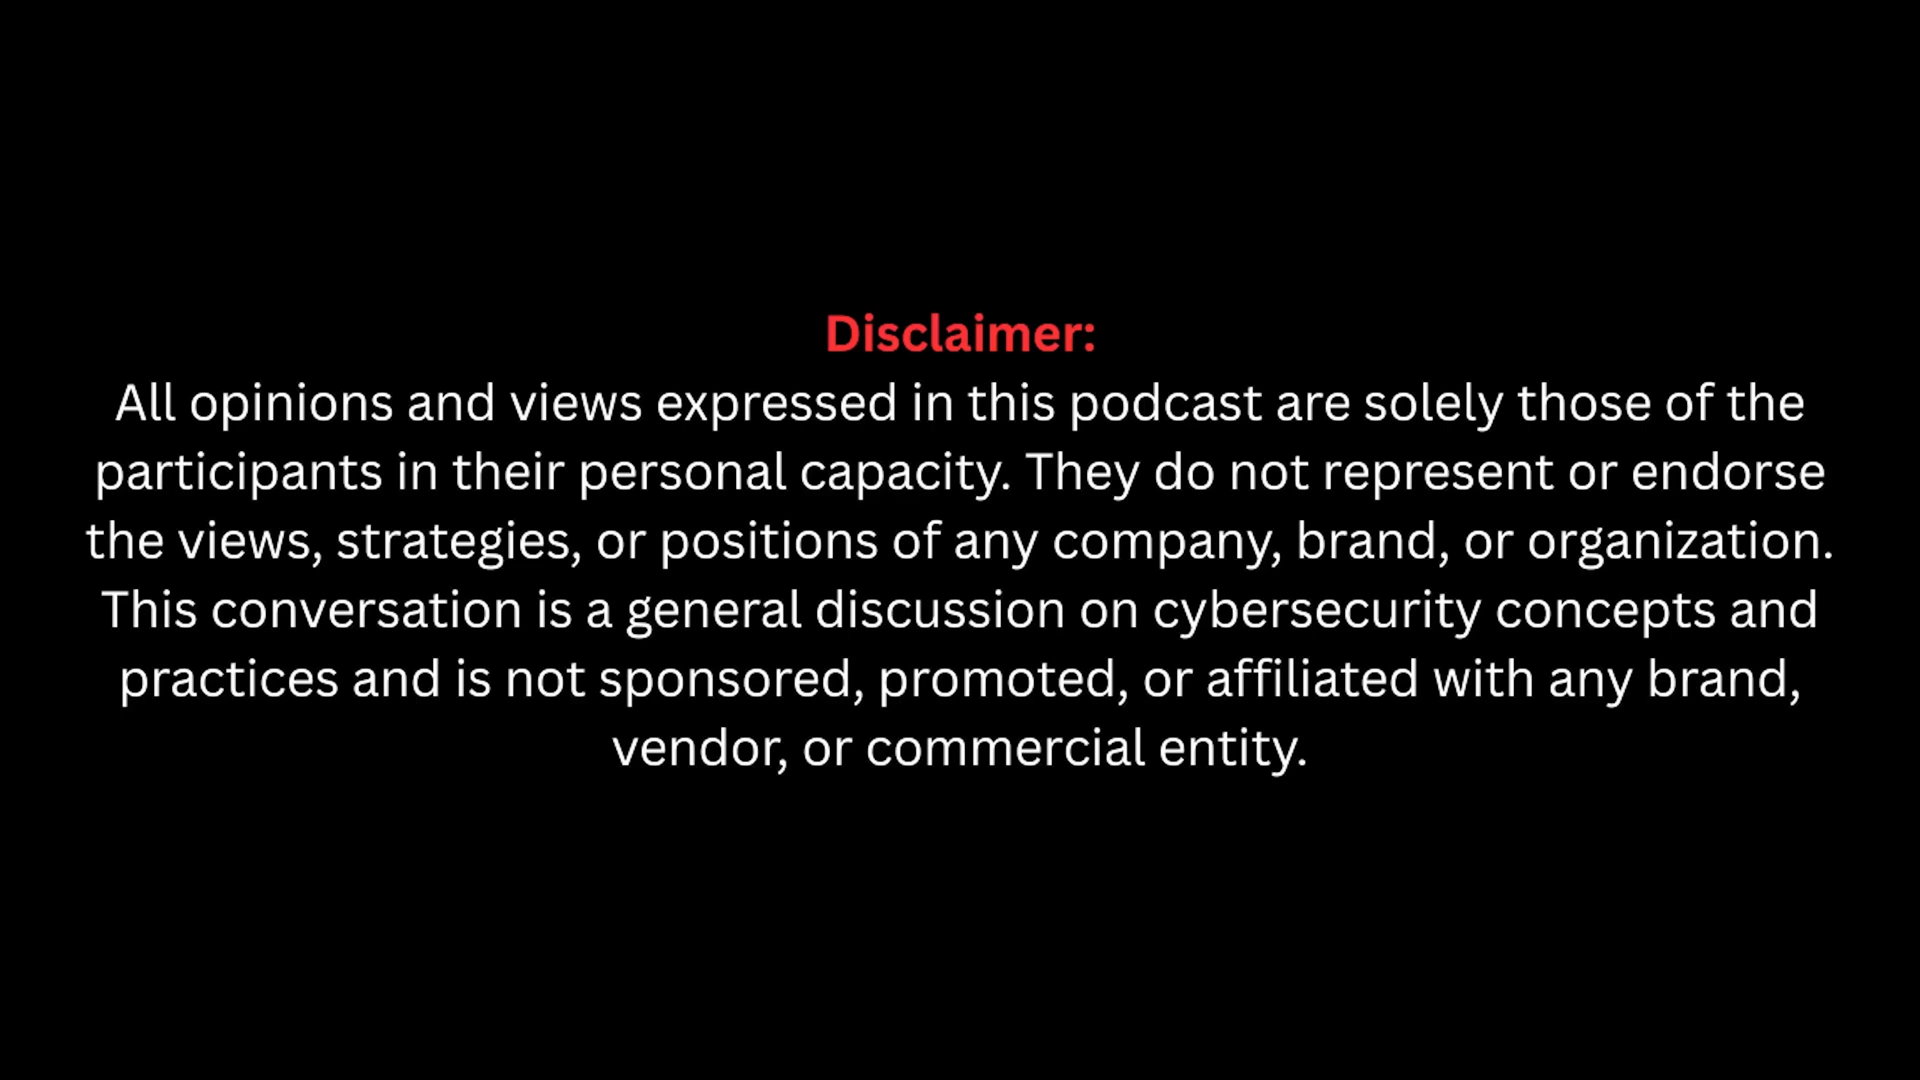 Disclaimer:
All opinions and views expressed in this podcast are solely those of the
participants in their personal capacity. They do not represent or endorse
the views, strategies, or positions of any company, brand, or organization.
This conversation is a general discussion on cybersecurity concepts and
practices and is not sponsored, promoted, or affiliated with any brand,
vendor, or commercial entity.